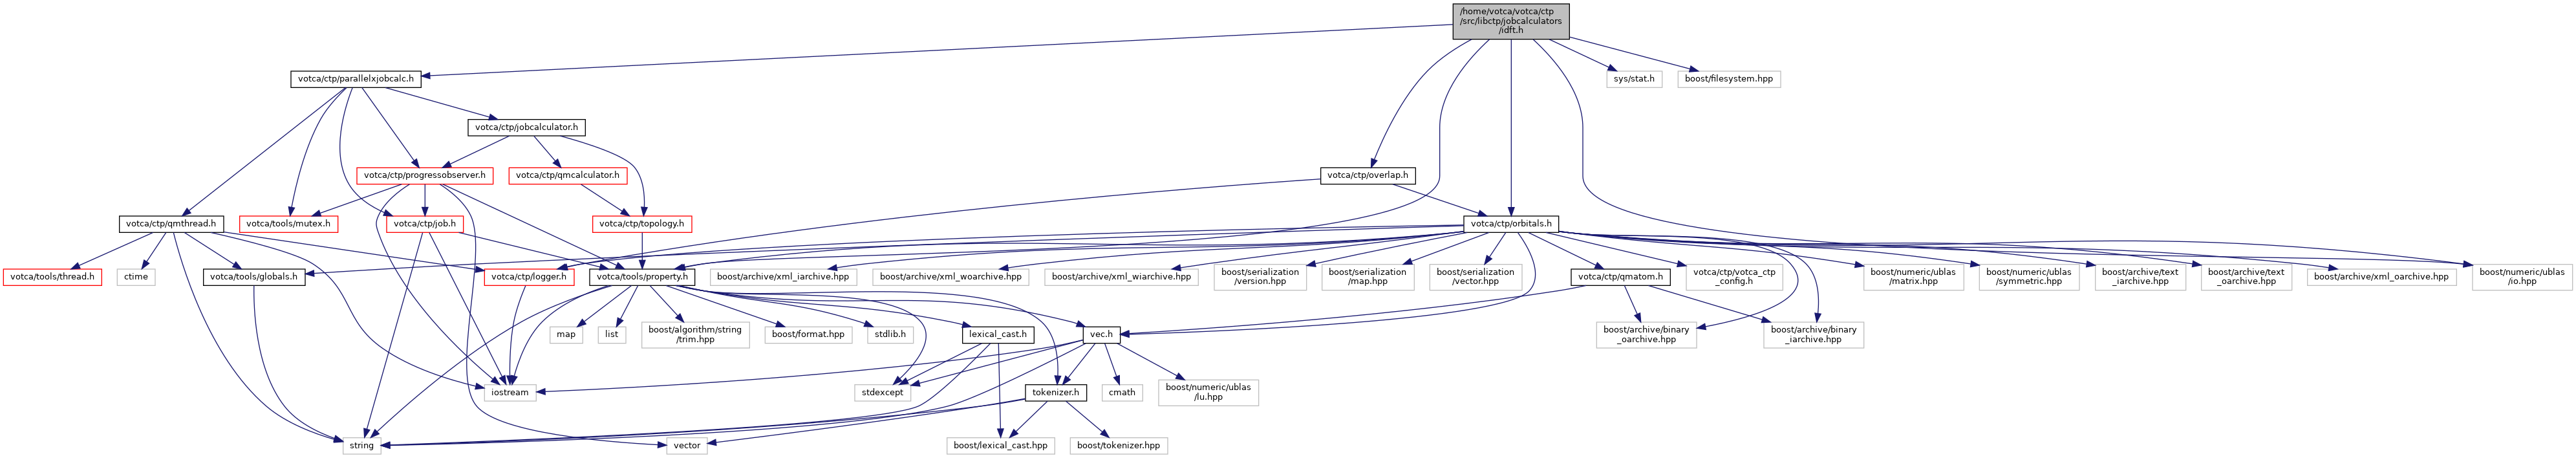 /home/votca/votca/ctp
/src/libctp/jobcalculators
/idft.h
votca/ctp/parallelxjobcalc.h
sys/stat.h
boost/filesystem.hpp
votca/ctp/jobcalculator.h
votca/ctp/progressobserver.h
votca/ctp/qmcalculator.h
votca/ctp/overlap.h
votca/ctp/qmthread.h
votca/tools/mutex.h
votca/ctp/job.h
votca/ctp/topology.h
votca/ctp/orbitals.h
votca/tools/thread.h
ctime
votca/tools/globals.h
votca/ctp/logger.h
votca/tools/property.h
boost/archive/xml_iarchive.hpp
boost/archive/xml_woarchive.hpp
boost/archive/xml_wiarchive.hpp
boost/serialization
/version.hpp
boost/serialization
/map.hpp
boost/serialization
/vector.hpp
votca/ctp/qmatom.h
votca/ctp/votca_ctp
_config.h
boost/numeric/ublas
/matrix.hpp
boost/numeric/ublas
/symmetric.hpp
boost/archive/text
_iarchive.hpp
boost/archive/text
_oarchive.hpp
boost/archive/xml_oarchive.hpp
boost/numeric/ublas
/io.hpp
map
list
boost/algorithm/string
/trim.hpp
boost/format.hpp
stdlib.h
lexical_cast.h
vec.h
boost/archive/binary
_oarchive.hpp
boost/archive/binary
_iarchive.hpp
iostream
stdexcept
tokenizer.h
cmath
boost/numeric/ublas
/lu.hpp
string
vector
boost/lexical_cast.hpp
boost/tokenizer.hpp